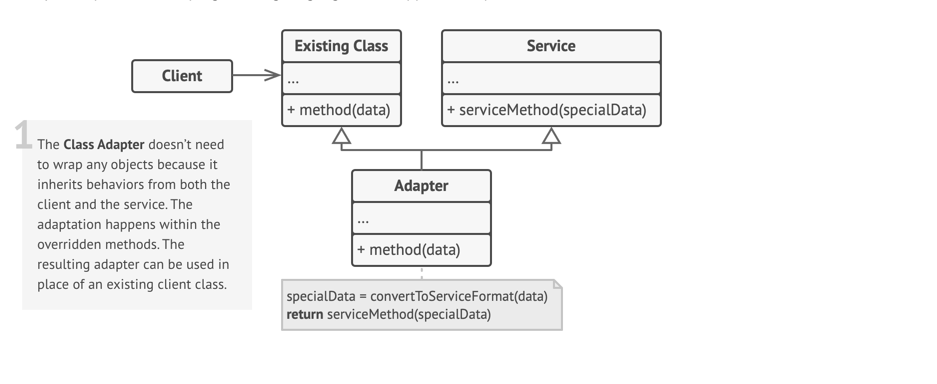 Existing Class
Service
Client
...
...
+ method(data)
+ serviceMethod(specialData)
1
The Class Adapter doesn't need
to wrap any objects because it
inherits behaviors from both the
client and the service. The
adaptation happens within the
overridden methods. The
resulting adapter can be used in
place of an existing client class.
Adapter
...
+ method(data)
specialData = convertToServiceFormat(data)
return serviceMethod(specialData)